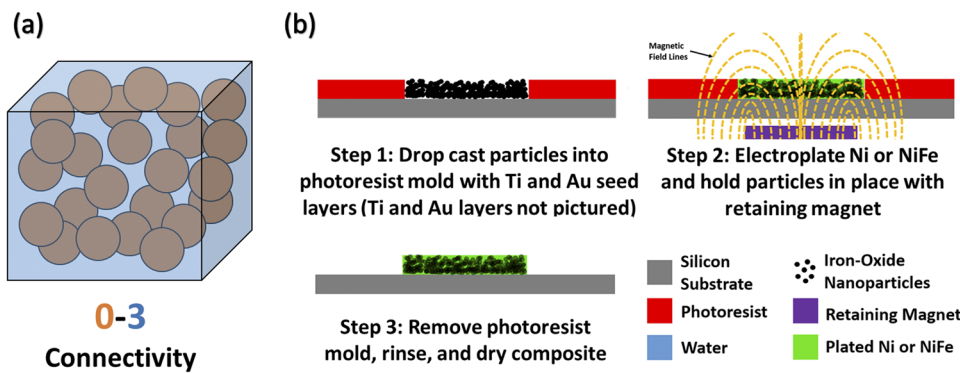 (a)
0-3
Connectivity
(b)
Step 1: Drop cast particles into
photoresist mold with Ti and Au seed
layers (Ti and Au layers not pictured)
Magnetic
Field Lines
Step 2: Electroplate Ni or NiFe
and hold particles in place with
retaining magnet
Step 3: Remove photoresist
mold, rinse, and dry composite
Silicon
Substrate
Iron-Oxide
Nanoparticles
Photoresist
Retaining Magnet
Water
Plated Ni or NiFe